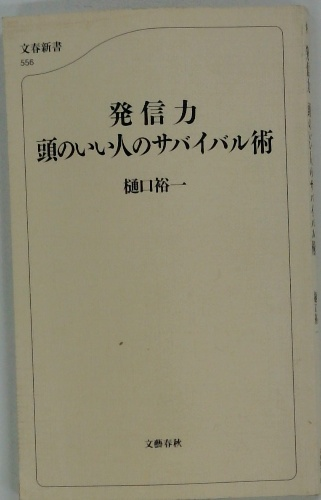 文春新書
556
発信力
頭のいい人のサバイバル術
樋口裕一
文藝春秋